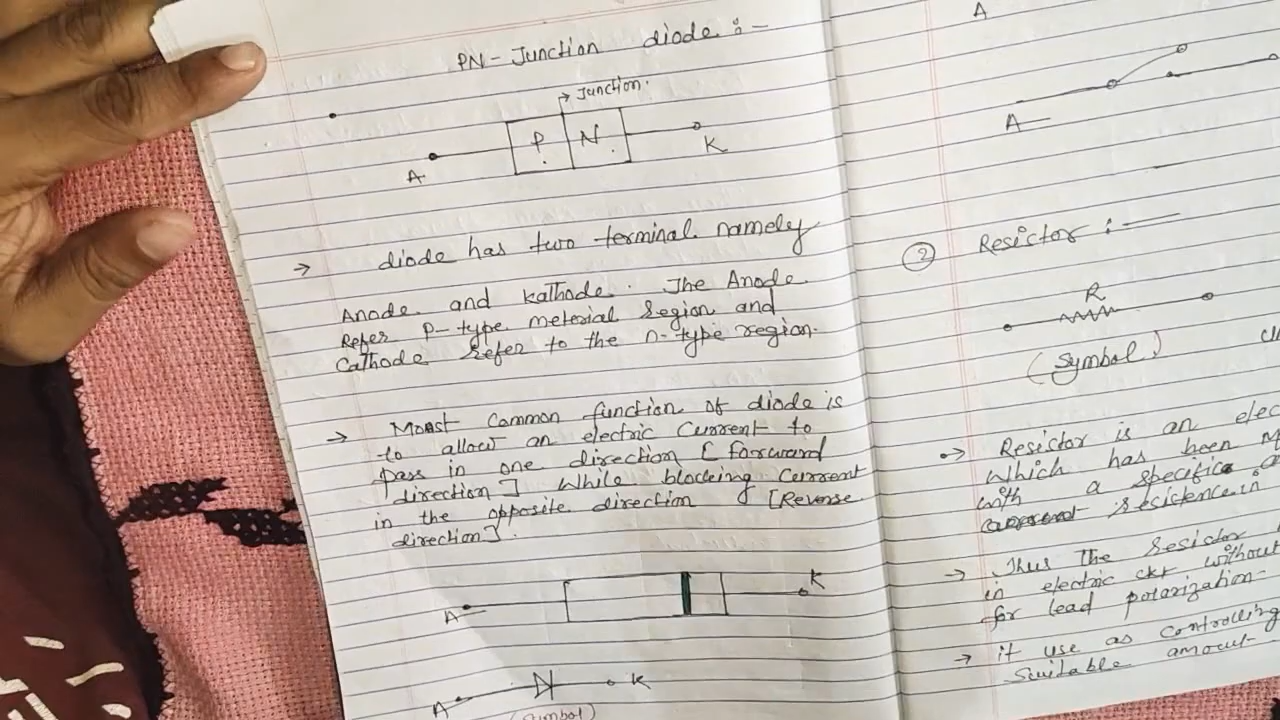 PN-Junction diode :-
Junction.
P N
A K
→ diode has two terminal namely
Anode and kathode. The Anode
Refer P-type meterial region and
Cathode refer to the n-type region.
→ Moast Common function of diode is
to allow an electric Current to
pass in one direction [forward
direction] While blocking Current
in the opposite direction [Reverse
direction].
A K
A K
(Symbol)
A
A
② Resistor :-
R
(Symbol)
→ Resistor is an elec
Which has been M
with a Specific
resistence in
→ Thus the resistor
in electric ckt without
for lead polarization-
→ it use as controlling
Suitable amout-